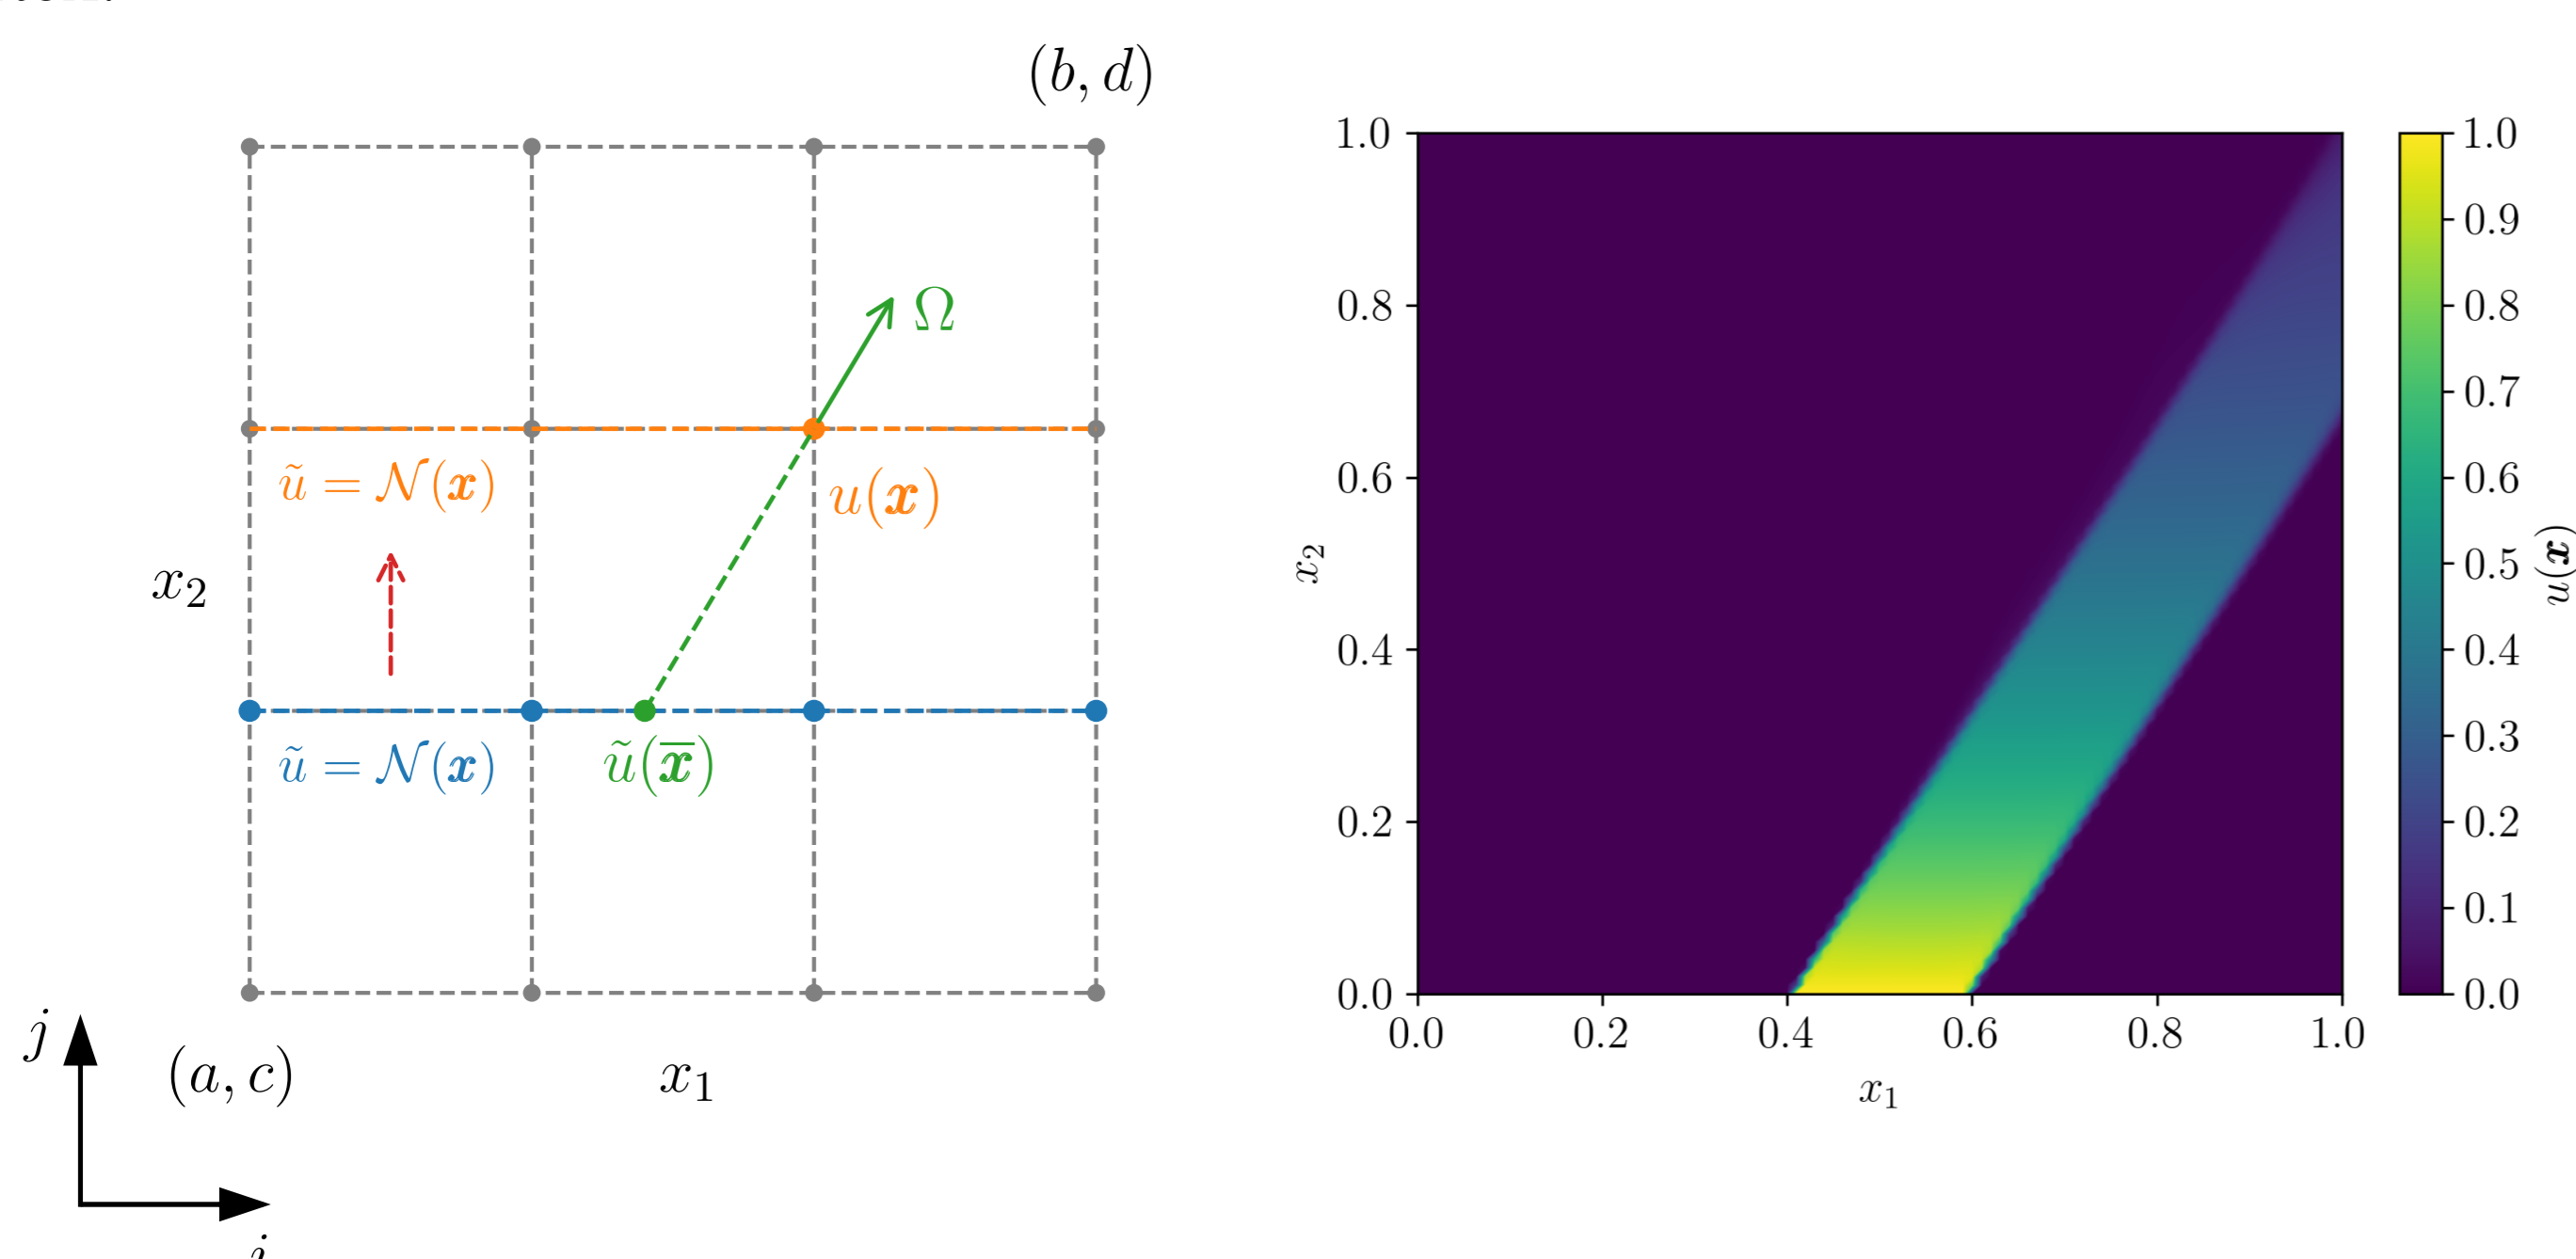 (b, d)
Ω
ũ = 𝒩(𝒙)
u(𝒙)
x₂
ũ = 𝒩(𝒙)
ũ(𝒙̅)
j
(a, c)
x₁
1.0
0.8
0.6
0.4
0.2
0.0
x₂
0.0 0.2 0.4 0.6 0.8 1.0
x₁
1.0
0.9
0.8
0.7
0.6
0.5
0.4
0.3
0.2
0.1
0.0
u(𝒙)